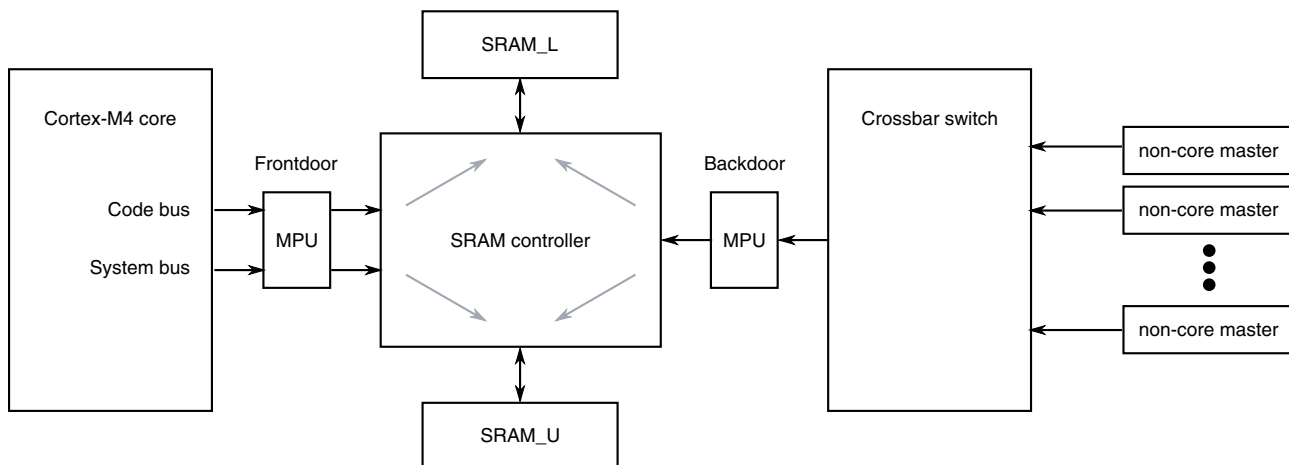 SRAM_L
Cortex-M4 core
Crossbar switch
non-core master
Frontdoor
Backdoor
Code bus
non-core master
MPU
SRAM controller
MPU
System bus
non-core master
SRAM_U